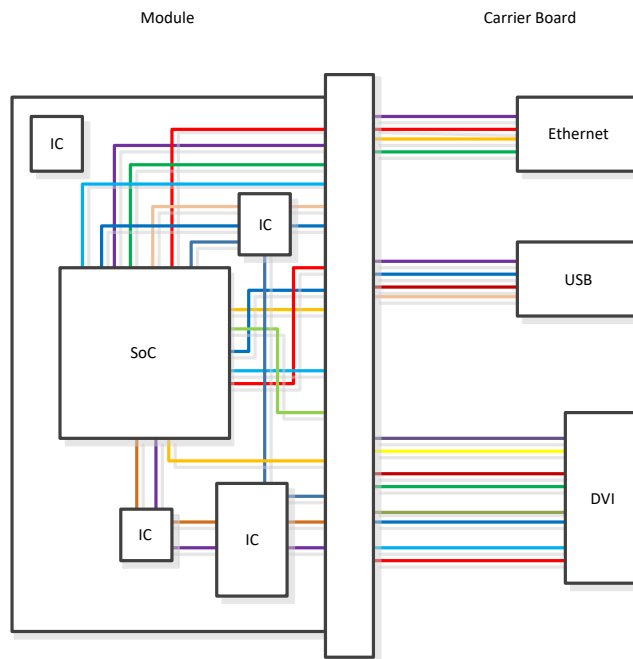 Module
Carrier Board
IC
Ethernet
IC
USB
SoC
DVI
IC
IC